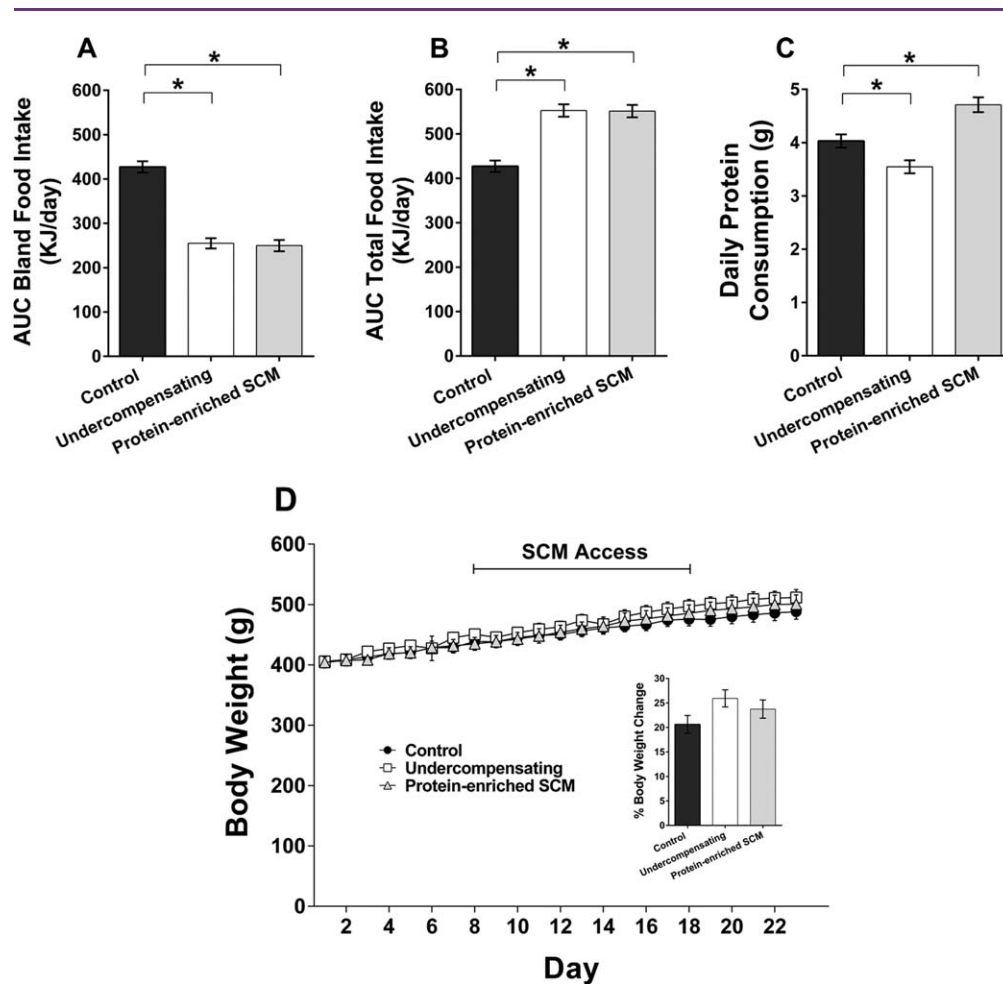 A
*
*
AUC Bland Food Intake
(KJ/day)
600
500
400
300
200
100
0
Control
Undercompensating
Protein-enriched SCM
B
*
*
AUC Total Food Intake
(KJ/day)
600
500
400
300
200
100
0
Control
Undercompensating
Protein-enriched SCM
C
*
*
Daily Protein
Consumption (g)
5
4
3
2
1
0
Control
Undercompensating
Protein-enriched SCM
D
SCM Access
Body Weight (g)
600
500
400
300
200
100
0
Control
Undercompensating
Protein-enriched SCM
% Body Weight Change
30
25
20
15
10
5
0
Control
Undercompensating
Protein-enriched SCM
2 4 6 8 10 12 14 16 18 20 22
Day